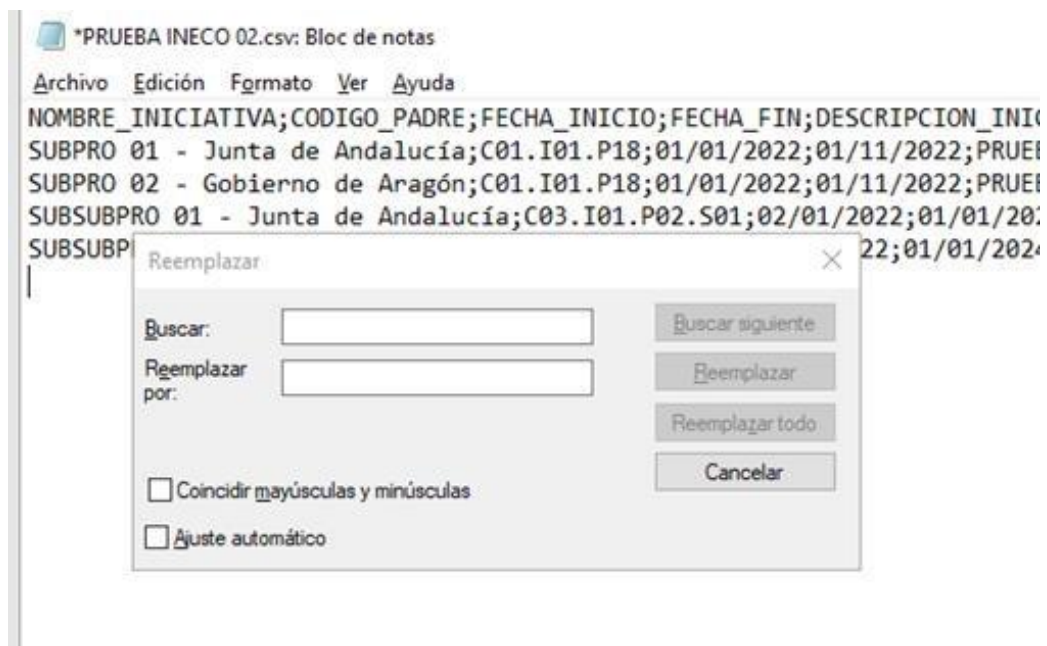 *PRUEBA INECO 02.csv: Bloc de notas
Archivo Edición Formato Ver Ayuda
NOMBRE_INICIATIVA;CODIGO_PADRE;FECHA_INICIO;FECHA_FIN;DESCRIPCION_INIC
SUBPRO 01 - Junta de Andalucía;C01.I01.P18;01/01/2022;01/11/2022;PRUEB
SUBPRO 02 - Gobierno de Aragón;C01.I01.P18;01/01/2022;01/11/2022;PRUEB
SUBSUBPRO 01 - Junta de Andalucía;C03.I01.P02.S01;02/01/2022;01/01/202
SUBSUBP 22;01/01/2024
Reemplazar
Buscar: Buscar siguiente
Reemplazar por: Reemplazar
Reemplazar todo
Cancelar
Coincidir mayúsculas y minúsculas
Ajuste automático